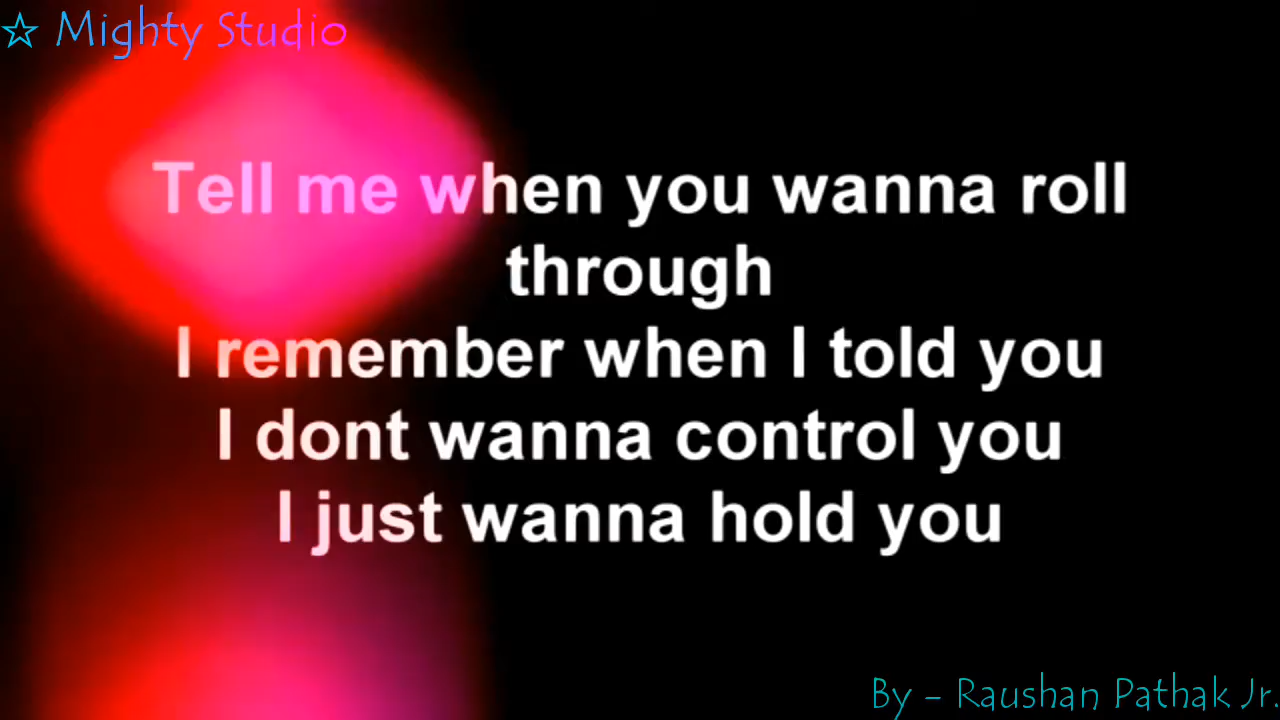 ☆ Mighty Studio
Tell me when you wanna roll
through
I remember when I told you
I dont wanna control you
I just wanna hold you
By - Raushan Pathak Jr.